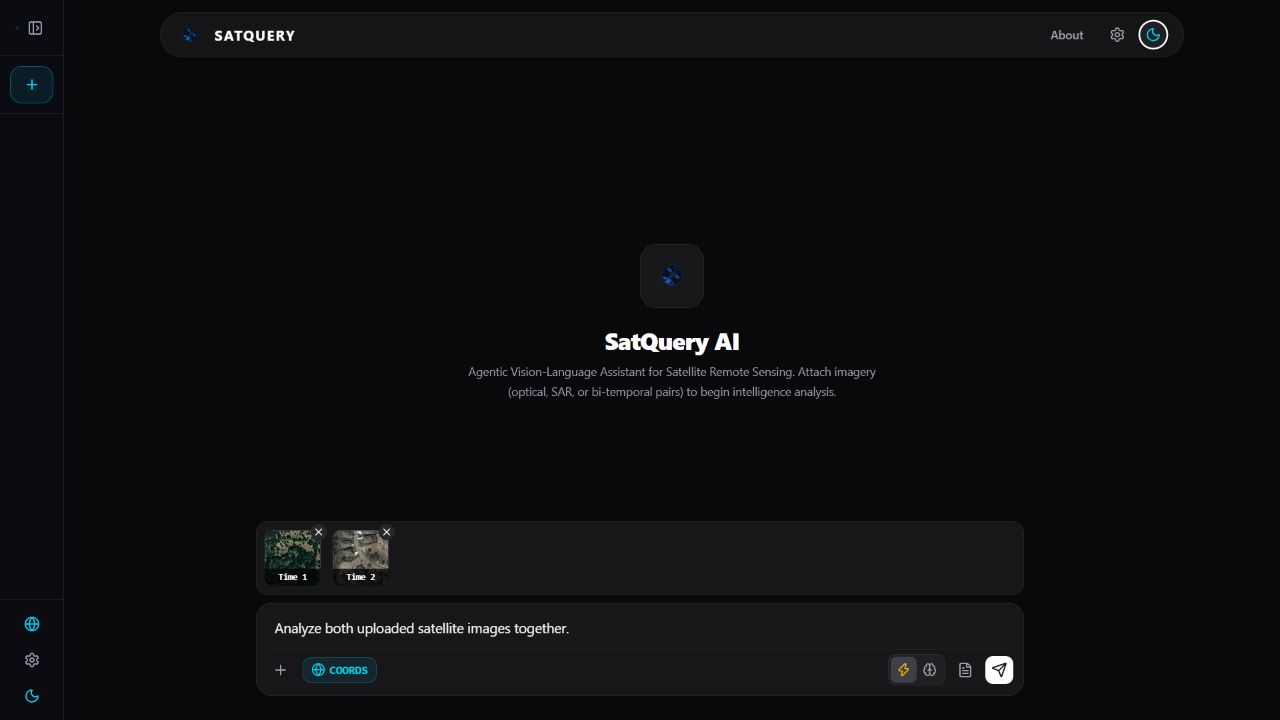 SATQUERY
About
SatQuery AI
Agentic Vision-Language Assistant for Satellite Remote Sensing. Attach imagery
(optical, SAR, or bi-temporal pairs) to begin intelligence analysis.
Time 1
Time 2
Analyze both uploaded satellite images together.
COORDS